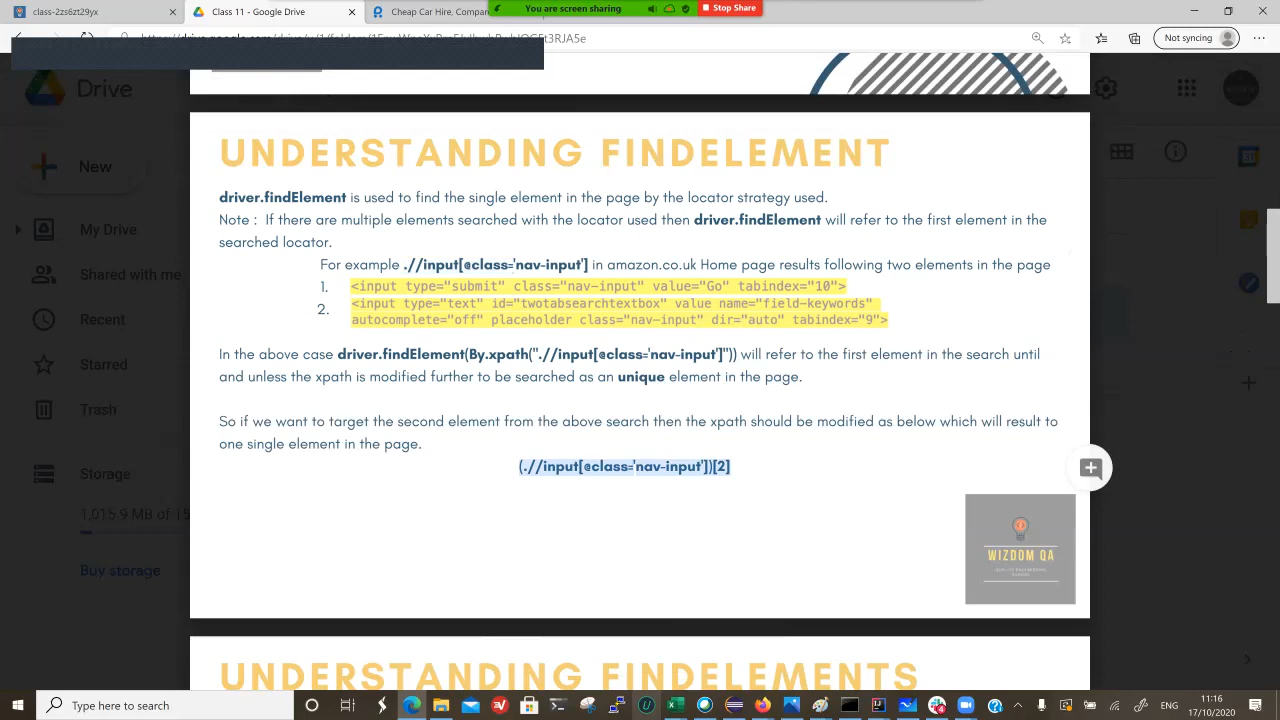 class-2zs6zt2g27dye
Class 11 - Google Drive
Cheap Car Hire, Compar
You are screen sharing
Stop Share
Not syncing
Drive
New
My Drive
Shared with me
Recent
Starred
Trash
Storage
1,015.9 MB of 15
Buy storage
UNDERSTANDING FINDELEMENT
driver.findElement is used to find the single element in the page by the locator strategy used.
Note : If there are multiple elements searched with the locator used then driver.findElement will refer to the first element in the
searched locator.
For example .//input[@class='nav-input'] in amazon.co.uk Home page results following two elements in the page
1. <input type="submit" class="nav-input" value="Go" tabindex="10">
2. <input type="text" id="twotabsearchtextbox" value name="field-keywords"
autocomplete="off" placeholder class="nav-input" dir="auto" tabindex="9">
In the above case driver.findElement(By.xpath(".//input[@class='nav-input']")) will refer to the first element in the search until
and unless the xpath is modified further to be searched as an unique element in the page.
So if we want to target the second element from the above search then the xpath should be modified as below which will result to
one single element in the page.
(.//input[@class='nav-input'])[2]
WIZDOM QA
UNDERSTANDING FINDELEMENTS
Type here to search
11:16
17/10/2020